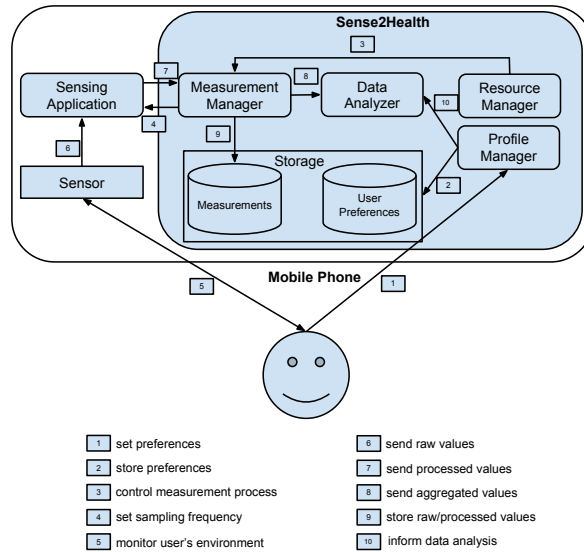 Sense2Health
3
7
Sensing Application
Measurement Manager
8
Data Analyzer
Resource Manager
4
10
6
9
Profile Manager
Storage
Sensor
2
Measurements
User Preferences
Mobile Phone
5
1
1 set preferences
2 store preferences
3 control measurement process
4 set sampling frequency
5 monitor user's environment
6 send raw values
7 send processed values
8 send aggregated values
9 store raw/processed values
10 inform data analysis